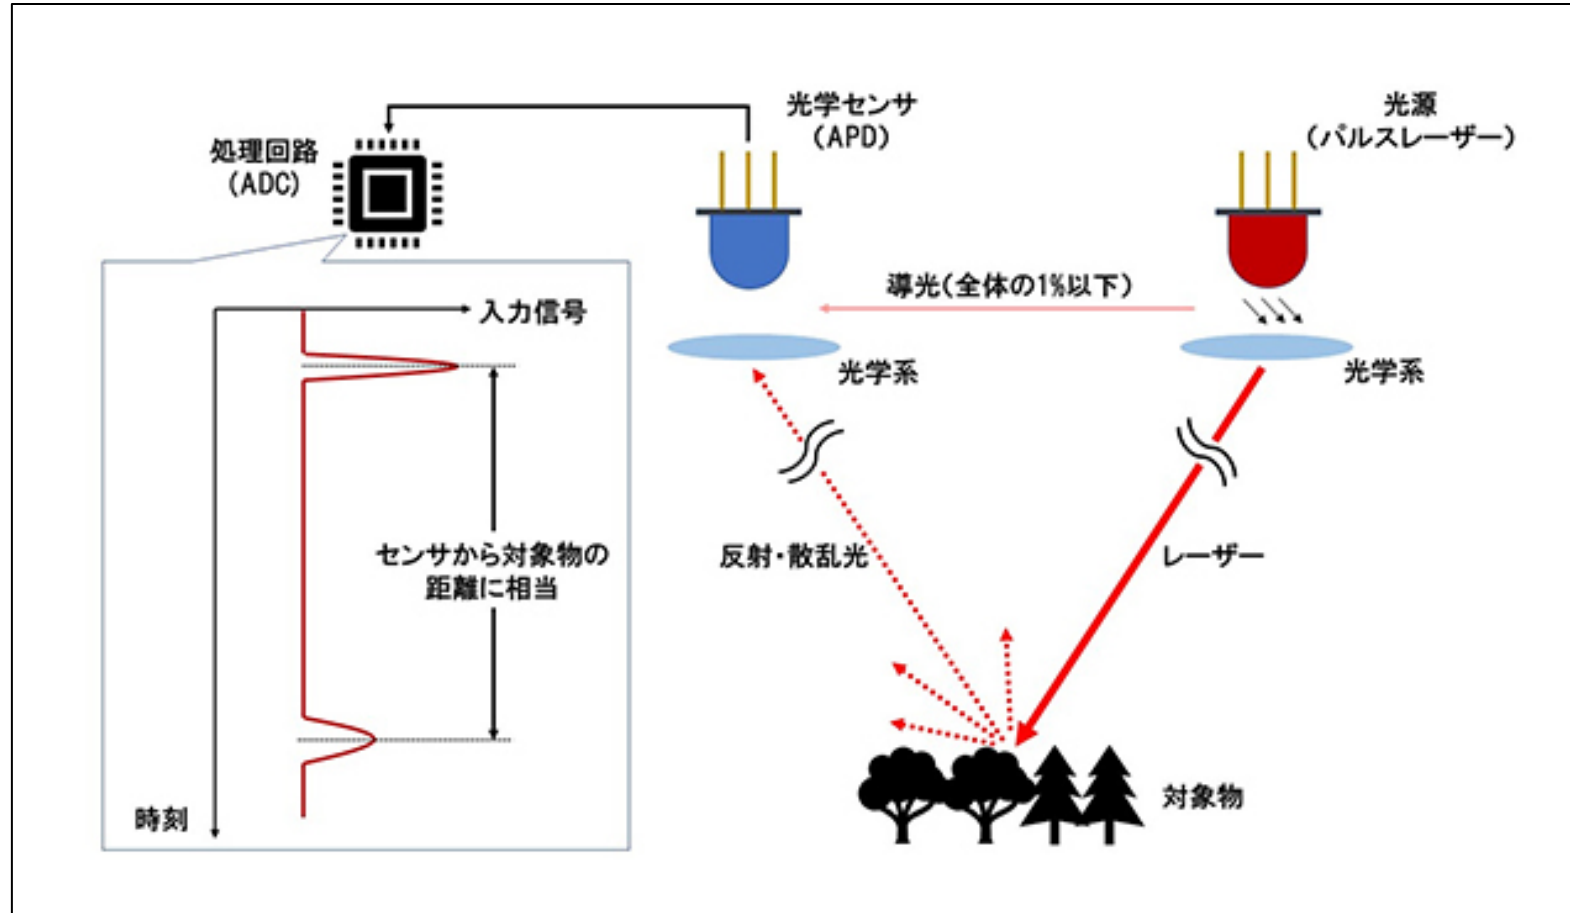 光学センサ
(APD)
光源
(パルスレーザー)
処理回路
(ADC)
導光(全体の1%以下)
入力信号
光学系
光学系
センサから対象物の
距離に相当
反射・散乱光
レーザー
対象物
時刻